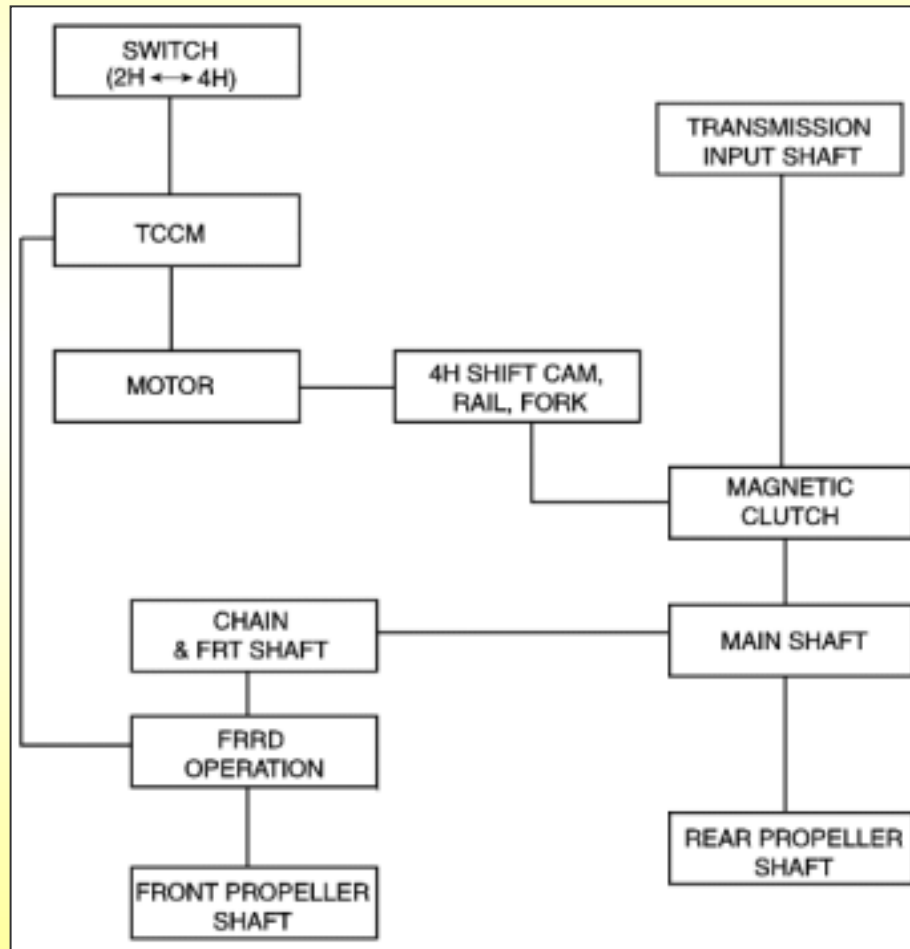 SWITCH
(2H ↔ 4H)
TRANSMISSION
INPUT SHAFT
TCCM
MOTOR
4H SHIFT CAM,
RAIL, FORK
MAGNETIC
CLUTCH
CHAIN
& FRT SHAFT
MAIN SHAFT
FRRD
OPERATION
REAR PROPELLER
SHAFT
FRONT PROPELLER
SHAFT